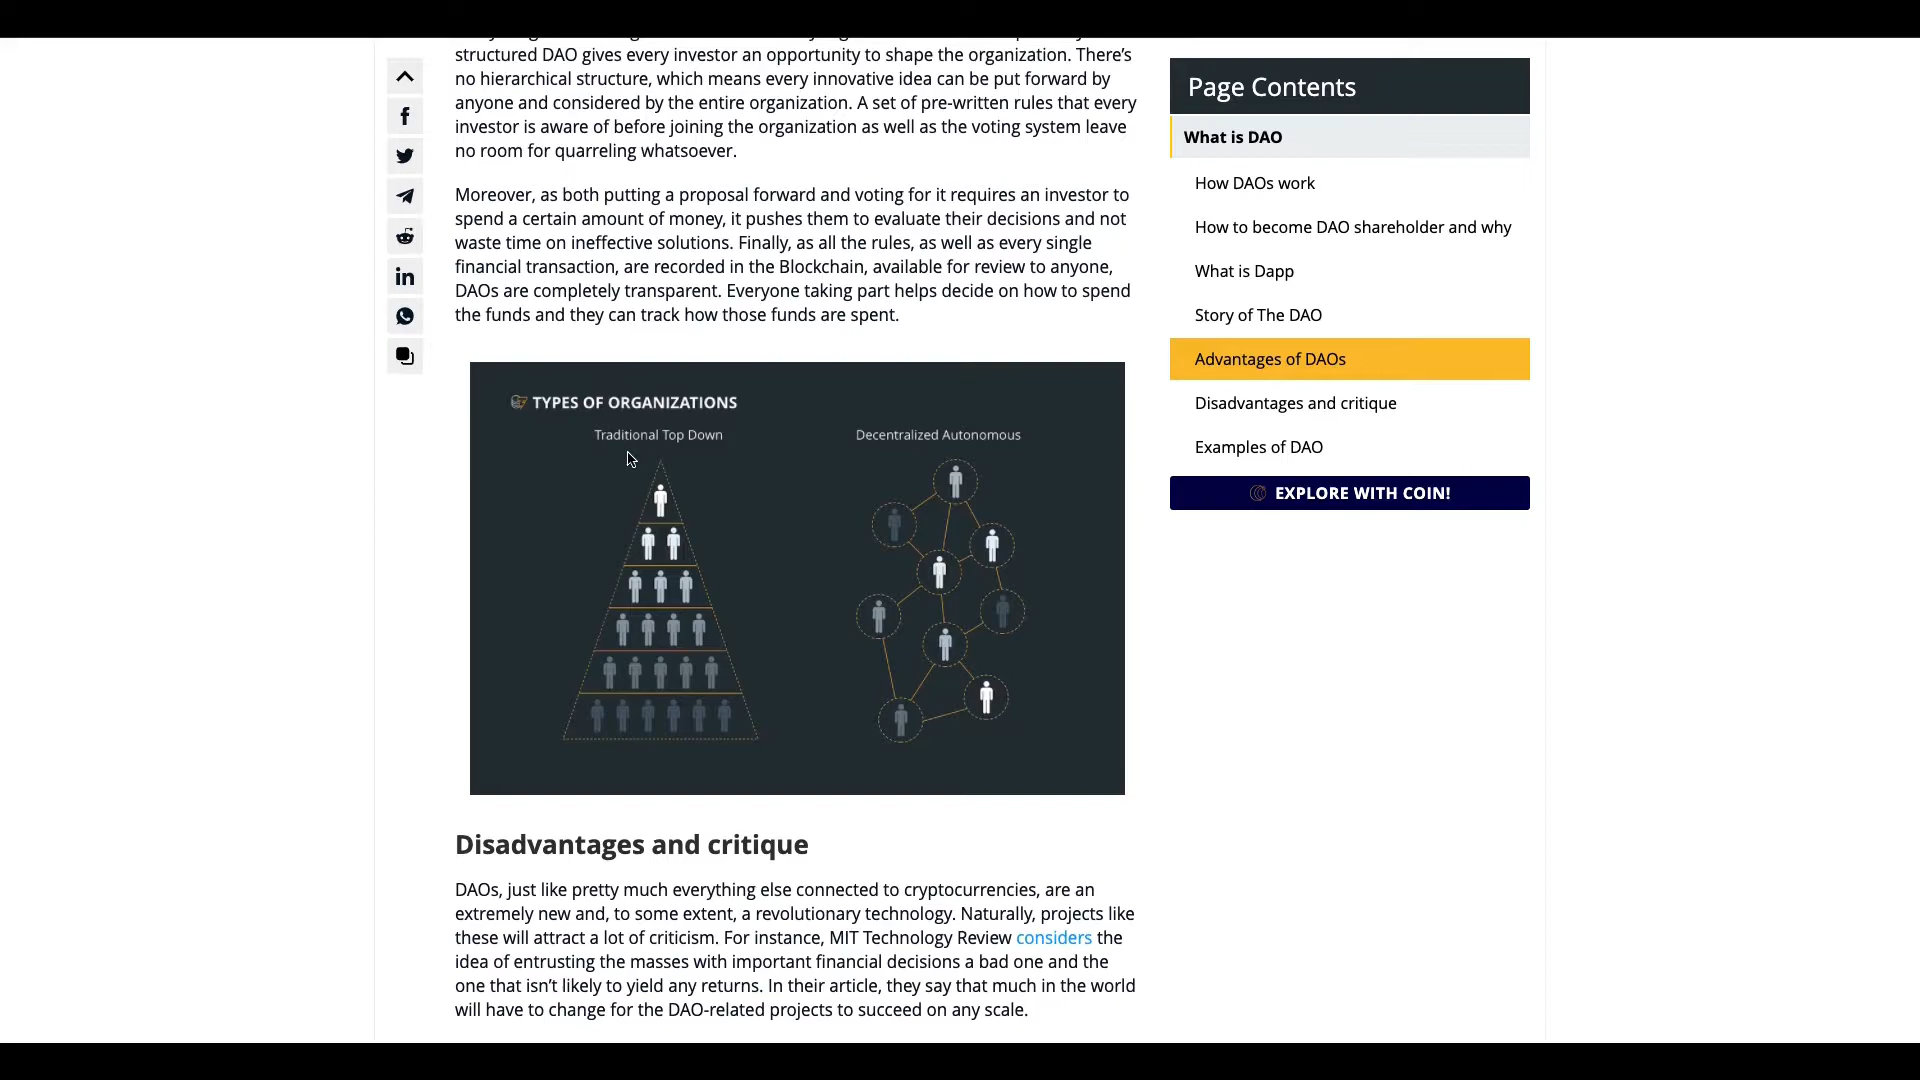 structured DAO gives every investor an opportunity to shape the organization. There’s
no hierarchical structure, which means every innovative idea can be put forward by
anyone and considered by the entire organization. A set of pre-written rules that every
investor is aware of before joining the organization as well as the voting system leave
no room for quarreling whatsoever.
Moreover, as both putting a proposal forward and voting for it requires an investor to
spend a certain amount of money, it pushes them to evaluate their decisions and not
waste time on ineffective solutions. Finally, as all the rules, as well as every single
financial transaction, are recorded in the Blockchain, available for review to anyone,
DAOs are completely transparent. Everyone taking part helps decide on how to spend
the funds and they can track how those funds are spent.
TYPES OF ORGANIZATIONS
Traditional Top Down
Decentralized Autonomous
Disadvantages and critique
DAOs, just like pretty much everything else connected to cryptocurrencies, are an
extremely new and, to some extent, a revolutionary technology. Naturally, projects like
these will attract a lot of criticism. For instance, MIT Technology Review considers the
idea of entrusting the masses with important financial decisions a bad one and the
one that isn’t likely to yield any returns. In their article, they say that much in the world
will have to change for the DAO-related projects to succeed on any scale.
Page Contents
What is DAO
How DAOs work
How to become DAO shareholder and why
What is Dapp
Story of The DAO
Advantages of DAOs
Disadvantages and critique
Examples of DAO
EXPLORE WITH COIN!